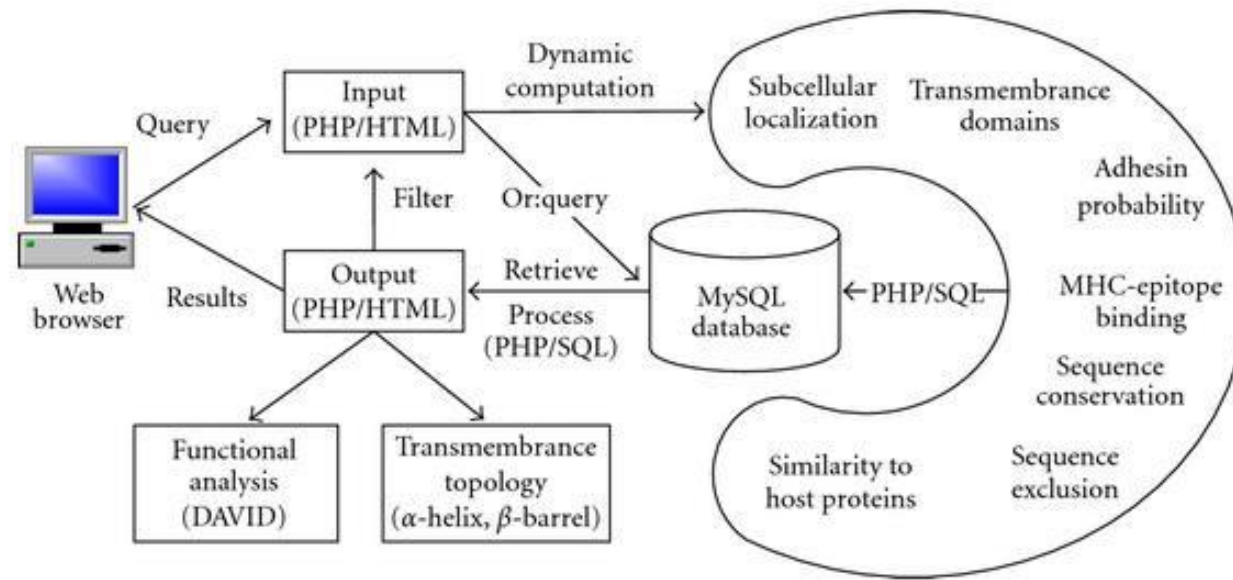 Query
Input
(PHP/HTML)
Dynamic
computation
Subcellular
localization
Transmembrance
domains
Adhesin
probability
MHC-epitope
binding
Sequence
conservation
Sequence
exclusion
Similarity to
host proteins
Filter
Or:query
Web
browser
Results
Output
(PHP/HTML)
Retrieve
Process
(PHP/SQL)
MySQL
database
PHP/SQL
Functional
analysis
(DAVID)
Transmembrance
topology
(α-helix, β-barrel)